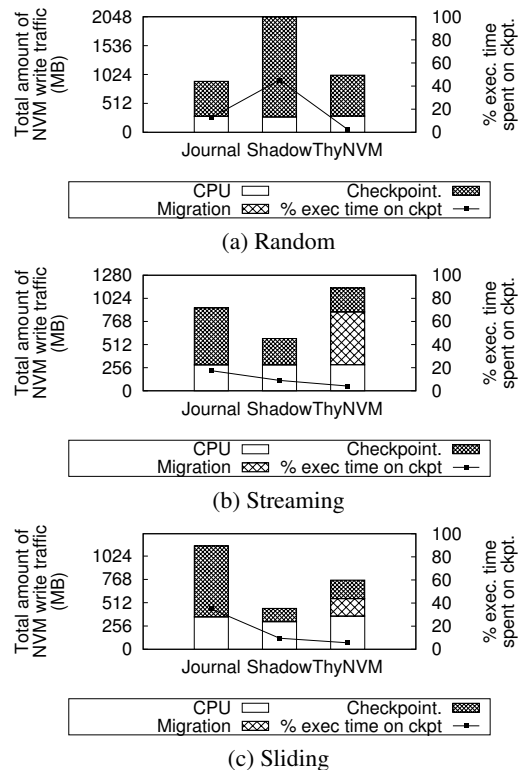 Total amount of
NVM write traffic
(MB)
2048
1536
1024
512
0
100
80
60
40
20
0
% exec. time
spent on ckpt
Journal Shadow ThyNVM
CPU Checkpoint.
Migration % exec time on ckpt
(a) Random
Total amount of
NVM write traffic
(MB)
1280
1024
768
512
256
0
100
80
60
40
20
0
% exec. time
spent on ckpt.
Journal Shadow ThyNVM
CPU Checkpoint.
Migration % exec time on ckpt
(b) Streaming
Total amount of
NVM write traffic
(MB)
1024
768
512
256
0
100
80
60
40
20
0
% exec. time
spent on ckpt.
Journal Shadow ThyNVM
CPU Checkpoint.
Migration % exec time on ckpt
(c) Sliding